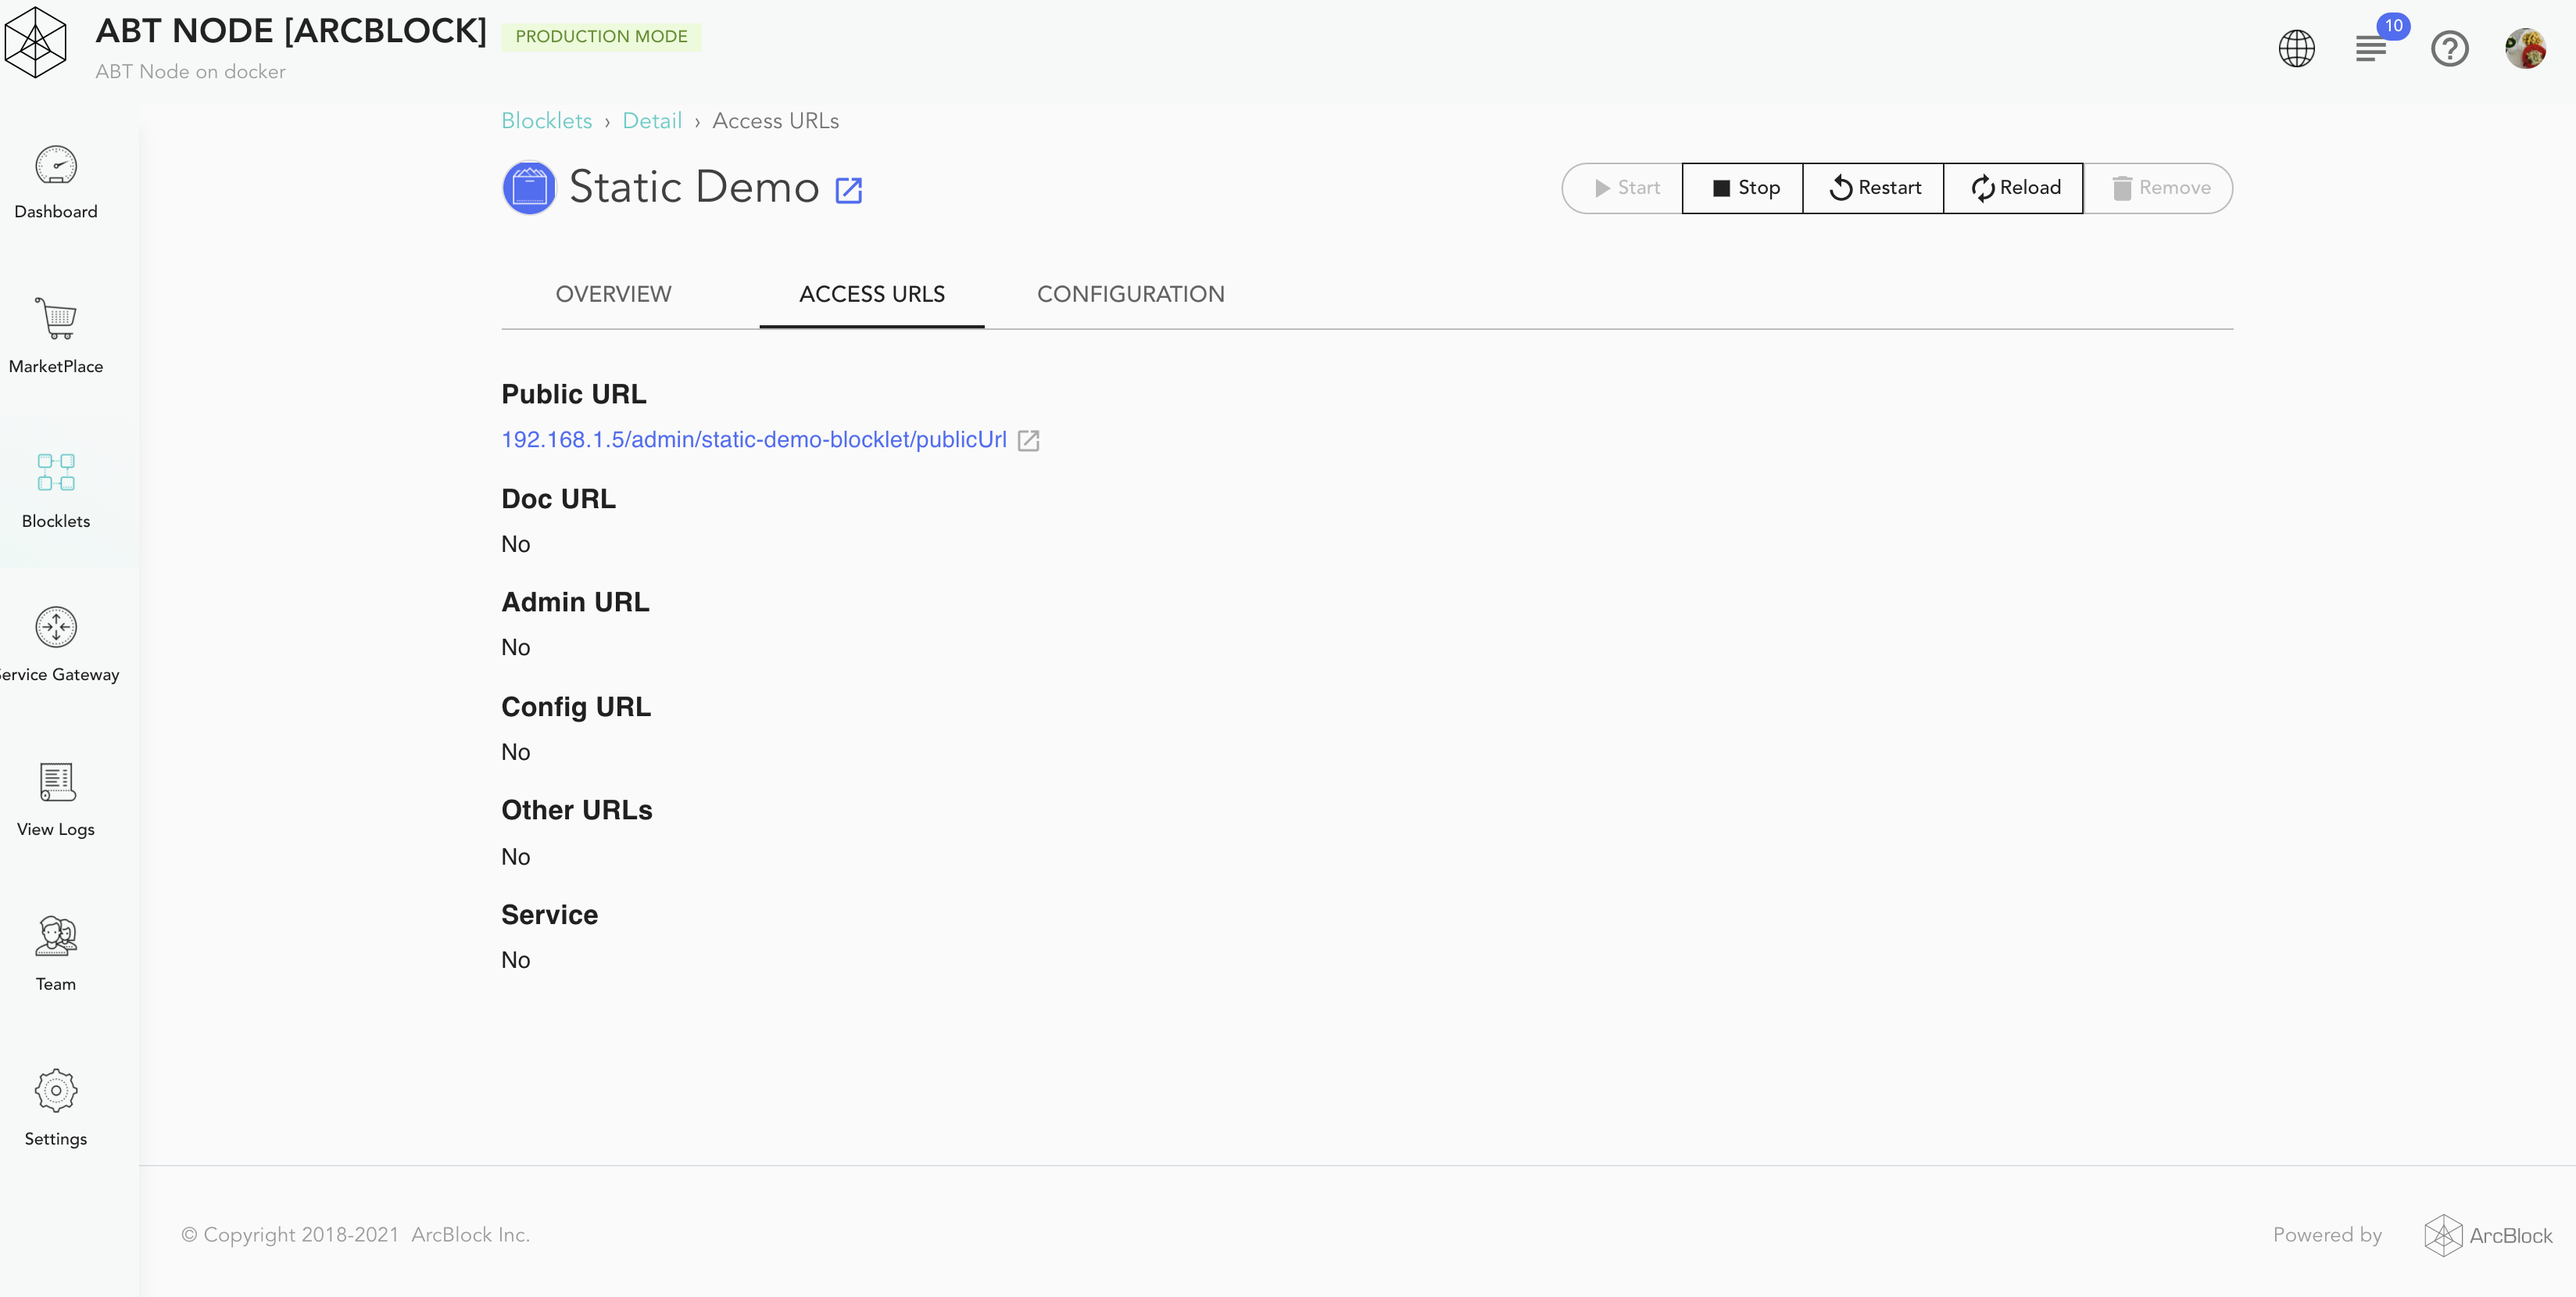 ABT NODE [ARCBLOCK]
PRODUCTION MODE
ABT Node on docker
10
Dashboard
MarketPlace
Blocklets
ervice Gateway
View Logs
Team
Settings
Blocklets › Detail › Access URLs
Static Demo
Start
Stop
Restart
Reload
Remove
OVERVIEW
ACCESS URLS
CONFIGURATION
Public URL
192.168.1.5/admin/static-demo-blocklet/publicUrl
Doc URL
No
Admin URL
No
Config URL
No
Other URLs
No
Service
No
© Copyright 2018-2021 ArcBlock Inc.
Powered by
ArcBlock